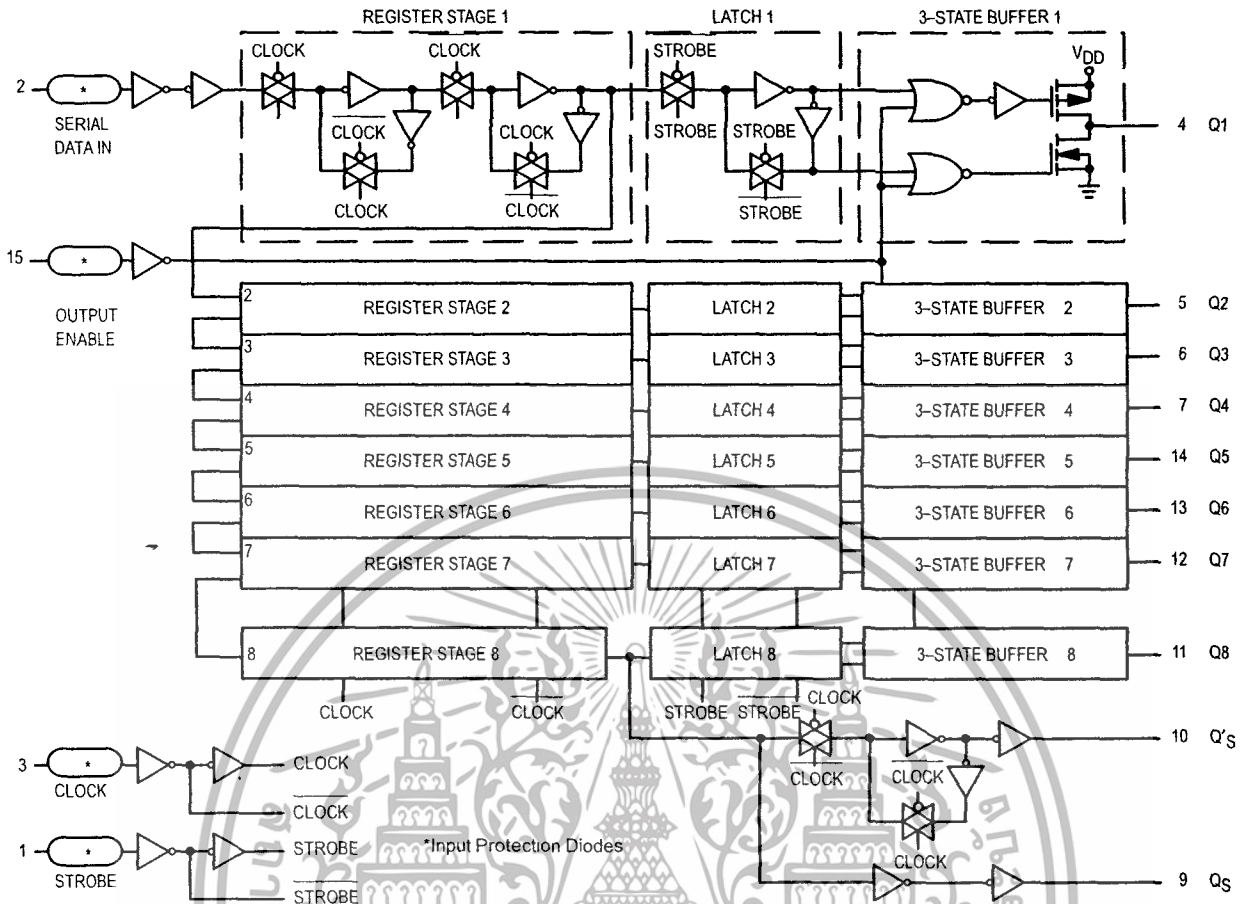 REGISTER STAGE 1
LATCH 1
3–STATE BUFFER 1
CLOCK
CLOCK
STROBE
VDD
2
*
SERIAL
DATA IN
CLOCK
CLOCK
STROBE
STROBE
4 Q1
CLOCK
CLOCK
STROBE
15
*
OUTPUT
ENABLE
2
REGISTER STAGE 2
LATCH 2
3–STATE BUFFER 2
5 Q2
3
REGISTER STAGE 3
LATCH 3
3–STATE BUFFER 3
6 Q3
4
REGISTER STAGE 4
LATCH 4
3–STATE BUFFER 4
7 Q4
5
REGISTER STAGE 5
LATCH 5
3–STATE BUFFER 5
14 Q5
6
REGISTER STAGE 6
LATCH 6
3–STATE BUFFER 6
13 Q6
7
REGISTER STAGE 7
LATCH 7
3–STATE BUFFER 7
12 Q7
8
REGISTER STAGE 8
LATCH 8
3–STATE BUFFER 8
11 Q8
CLOCK
CLOCK
STROBE
STROBE
CLOCK
10 Q'S
CLOCK
CLOCK
CLOCK
3
*
CLOCK
CLOCK
CLOCK
1
*
STROBE
STROBE
STROBE
*Input Protection Diodes
9 QS